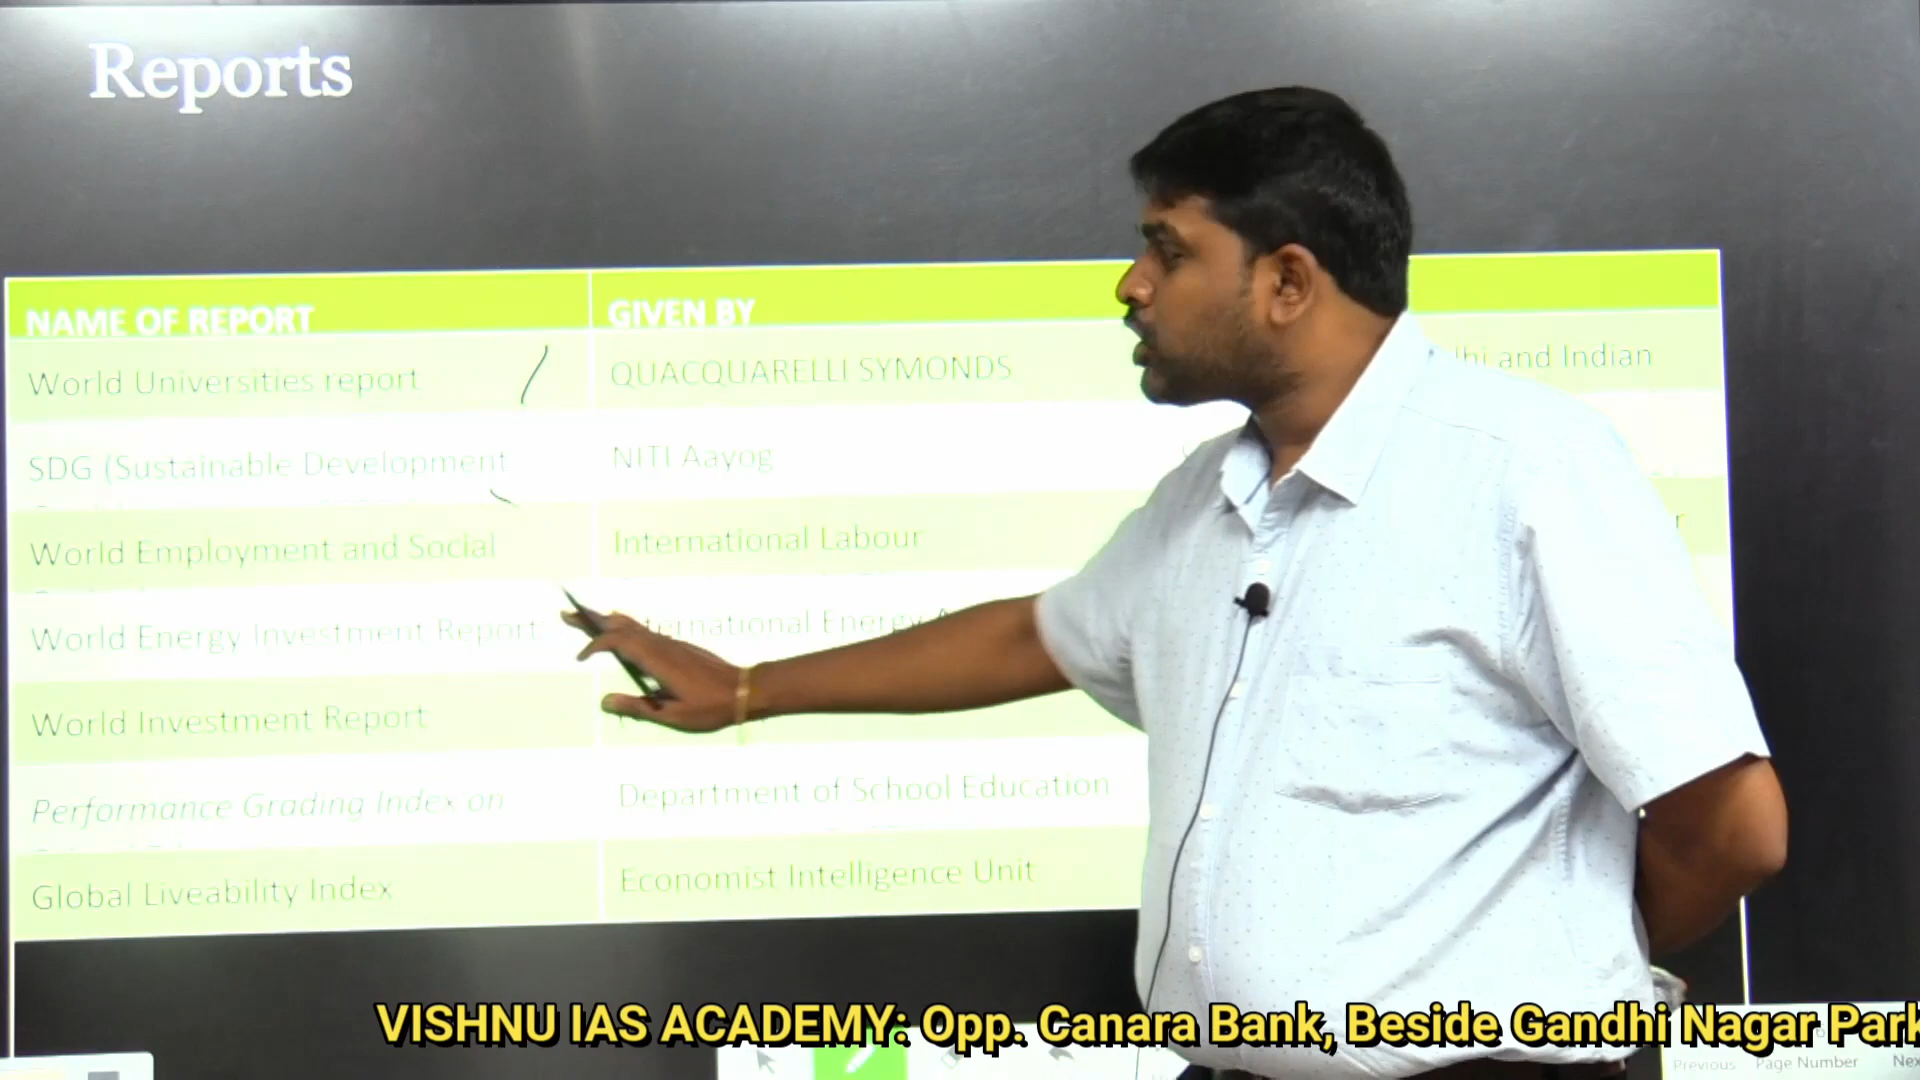 Reports
NAME OF REPORT GIVEN BY
World Universities report QUACQUARELLI SYMONDS and Indian
SDG (Sustainable Development NITI Aayog
World Employment and Social International Labour
World Energy Investment Report International Energy
World Investment Report
Performance Grading Index on Department of School Education
Global Liveability Index Economist Intelligence Unit
VISHNU IAS ACADEMY: Opp. Canara Bank, Beside Gandhi Nagar Park
Previous Page Number